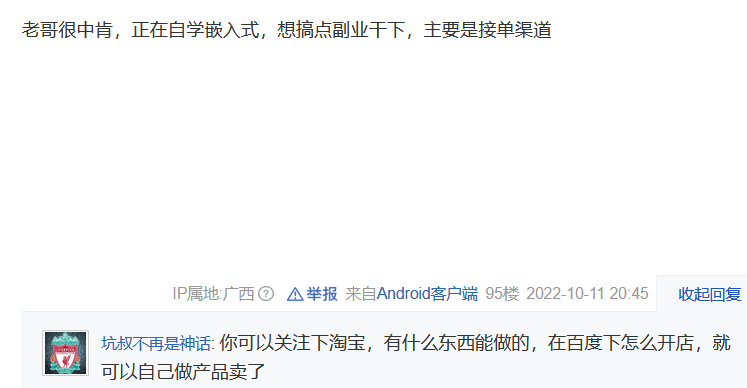 老哥很中肯，正在自学嵌入式，想搞点副业干下，主要是接单渠道
IP属地:广西? 举报 来自Android客户端 95楼 2022-10-11 20:45 收起回复
坑叔不再是神话: 你可以关注下淘宝，有什么东西能做的，在百度下怎么开店，就
可以自己做产品卖了